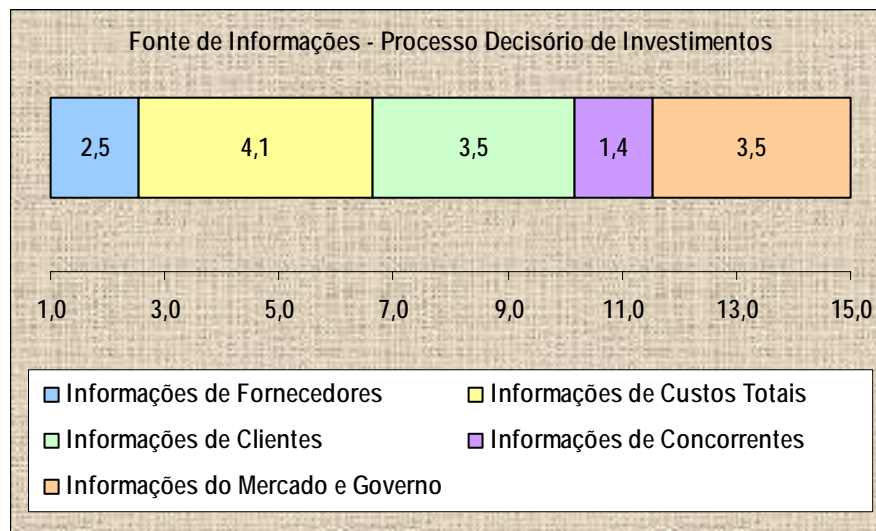 Fonte de Informações - Processo Decisório de Investimentos
2,5 4,1 3,5 1,4 3,5
1,0 3,0 5,0 7,0 9,0 11,0 13,0 15,0
Informações de Fornecedores Informações de Custos Totais
Informações de Clientes Informações de Concorrentes
Informações do Mercado e Governo